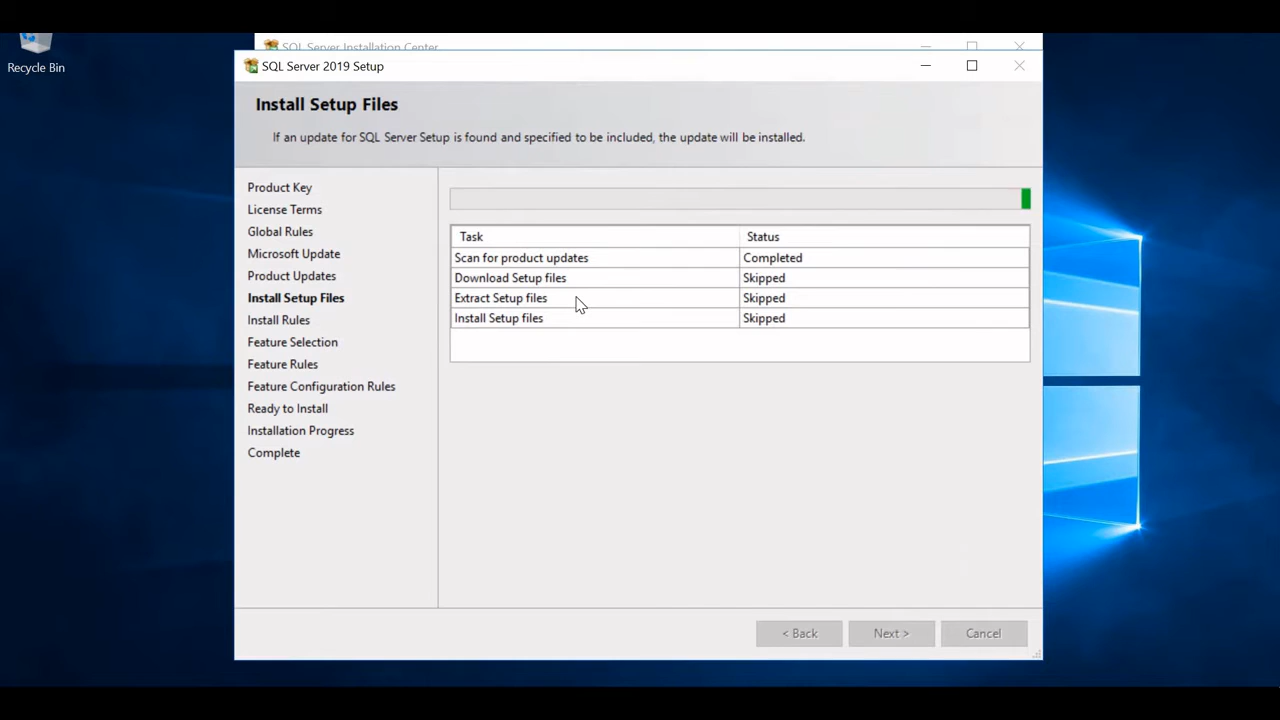 Recycle Bin
SQL Server Installation Center
SQL Server 2019 Setup
Install Setup Files
If an update for SQL Server Setup is found and specified to be included, the update will be installed.
Product Key
License Terms
Global Rules
Microsoft Update
Product Updates
Install Setup Files
Install Rules
Feature Selection
Feature Rules
Feature Configuration Rules
Ready to Install
Installation Progress
Complete
Task Status
Scan for product updates Completed
Download Setup files Skipped
Extract Setup files Skipped
Install Setup files Skipped
< Back Next > Cancel